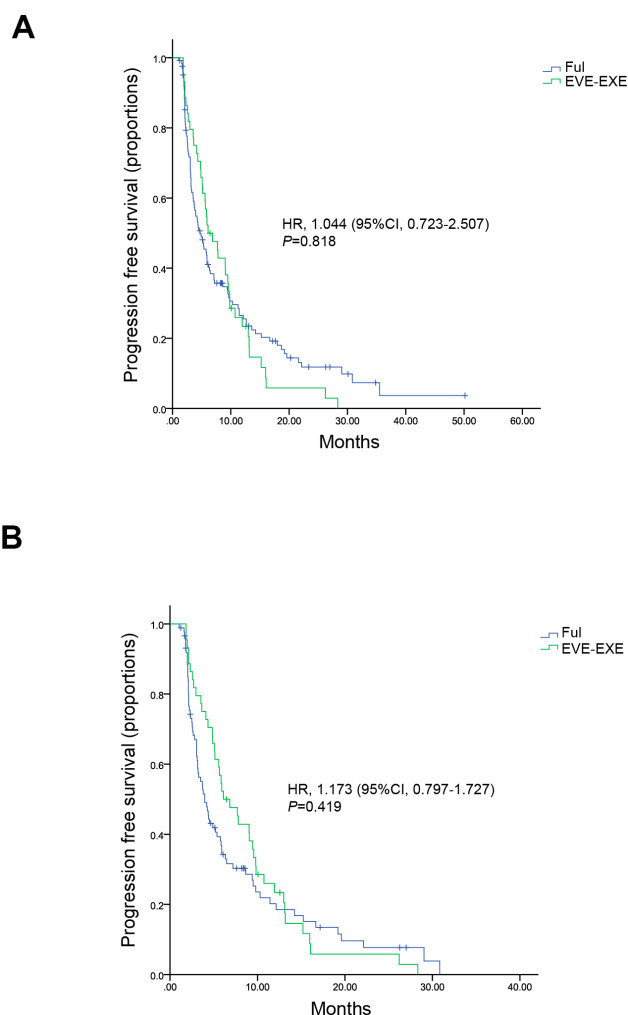 A
Ful
EVE-EXE
Progression free survival (proportions)
1.0
0.8
0.6
0.4
0.2
0.0
HR, 1.044 (95%CI, 0.723-2.507)
P=0.818
.00 10.00 20.00 30.00 40.00 50.00 60.00
Months
B
Ful
EVE-EXE
Progression free survival (proportions)
1.0
0.8
0.6
0.4
0.2
0.0
HR, 1.173 (95%CI, 0.797-1.727)
P=0.419
.00 10.00 20.00 30.00 40.00
Months